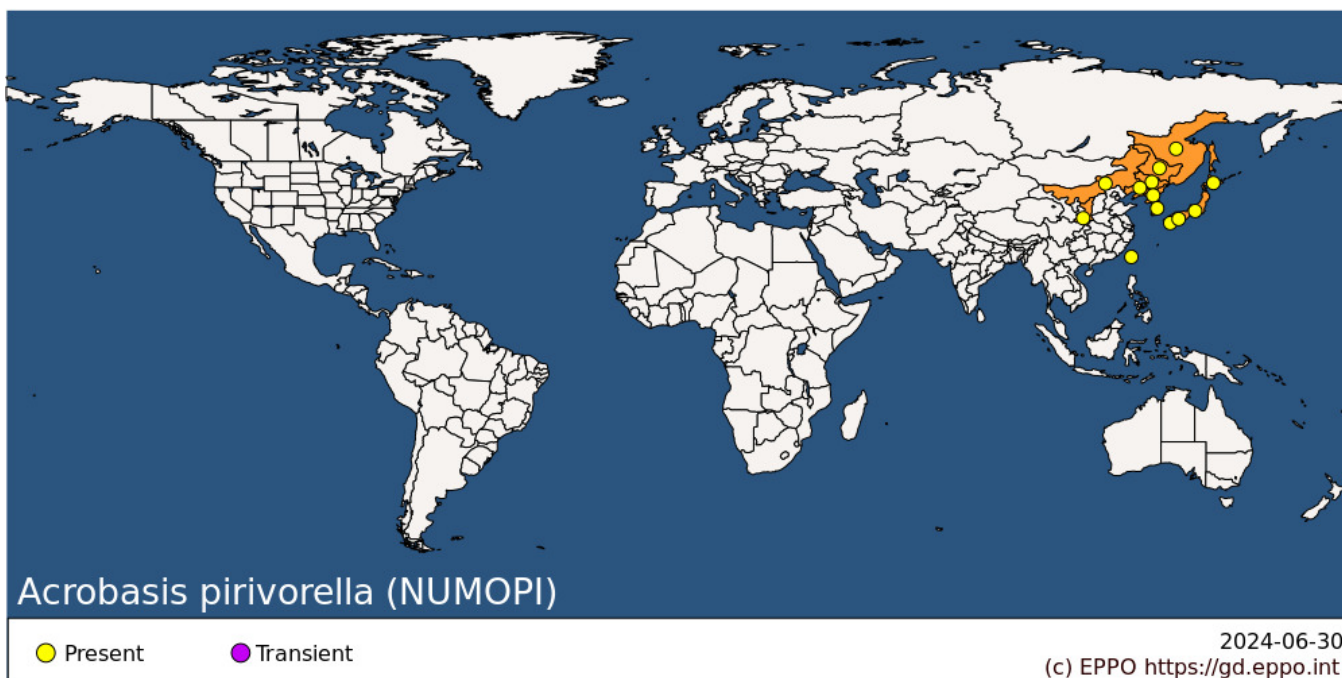 Acrobasis pirivorella (NUMOPI)
Present
Transient
2024-06-30
(c) EPPO https://gd.eppo.int